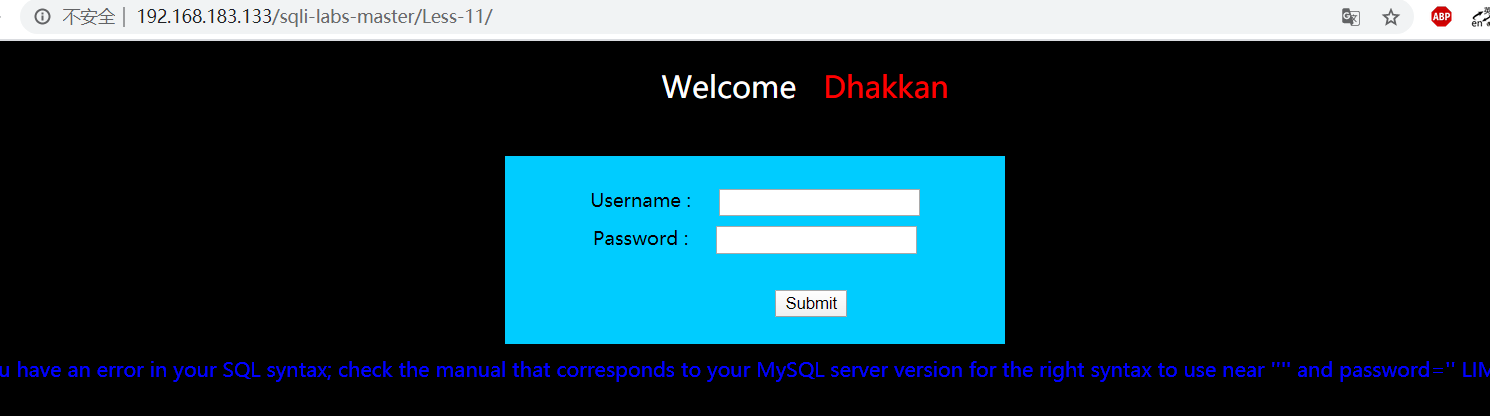 不安全 | 192.168.183.133/sqli-labs-master/Less-11/
ABP
英
en
Welcome Dhakkan
Username :
Password :
Submit
u have an error in your SQL syntax; check the manual that corresponds to your MySQL server version for the right syntax to use near '''' and password='' LIM